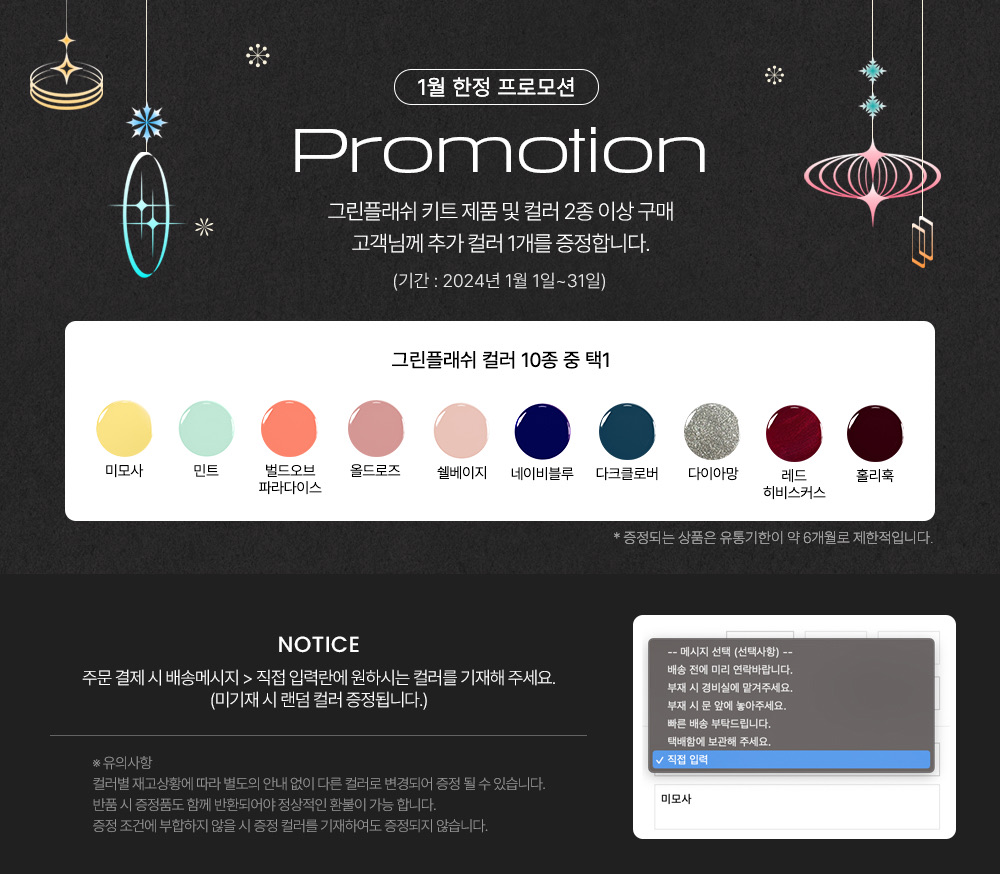 1월 한정 프로모션
Promotion
그린플래쉬 키트 제품 및 컬러 2종 이상 구매
고객님께 추가 컬러 1개를 증정합니다.
(기간 : 2024년 1월 1일~31일)
그린플래쉬 컬러 10종 중 택1
미모사
민트
벌드오브
파라다이스
올드로즈
쉘베이지
네이비블루
다크클로버
다이아망
레드
히비스커스
홀리훅
* 증정되는 상품은 유통기한이 약 6개월로 제한적입니다.
NOTICE
주문 결제 시 배송메시지 > 직접 입력란에 원하시는 컬러를 기재해 주세요.
(미기재 시 랜덤 컬러 증정됩니다.)
※ 유의사항
컬러별 재고상황에 따라 별도의 안내 없이 다른 컬러로 변경되어 증정 될 수 있습니다.
반품 시 증정품도 함께 반환되어야 정상적인 환불이 가능 합니다.
증정 조건에 부합하지 않을 시 증정 컬러를 기재하여도 증정되지 않습니다.
-- 메시지 선택 (선택사항) --
배송 전에 미리 연락바랍니다.
부재 시 경비실에 맡겨주세요.
부재 시 문 앞에 놓아주세요.
빠른 배송 부탁드립니다.
택배함에 보관해 주세요.
✓ 직접 입력
미모사